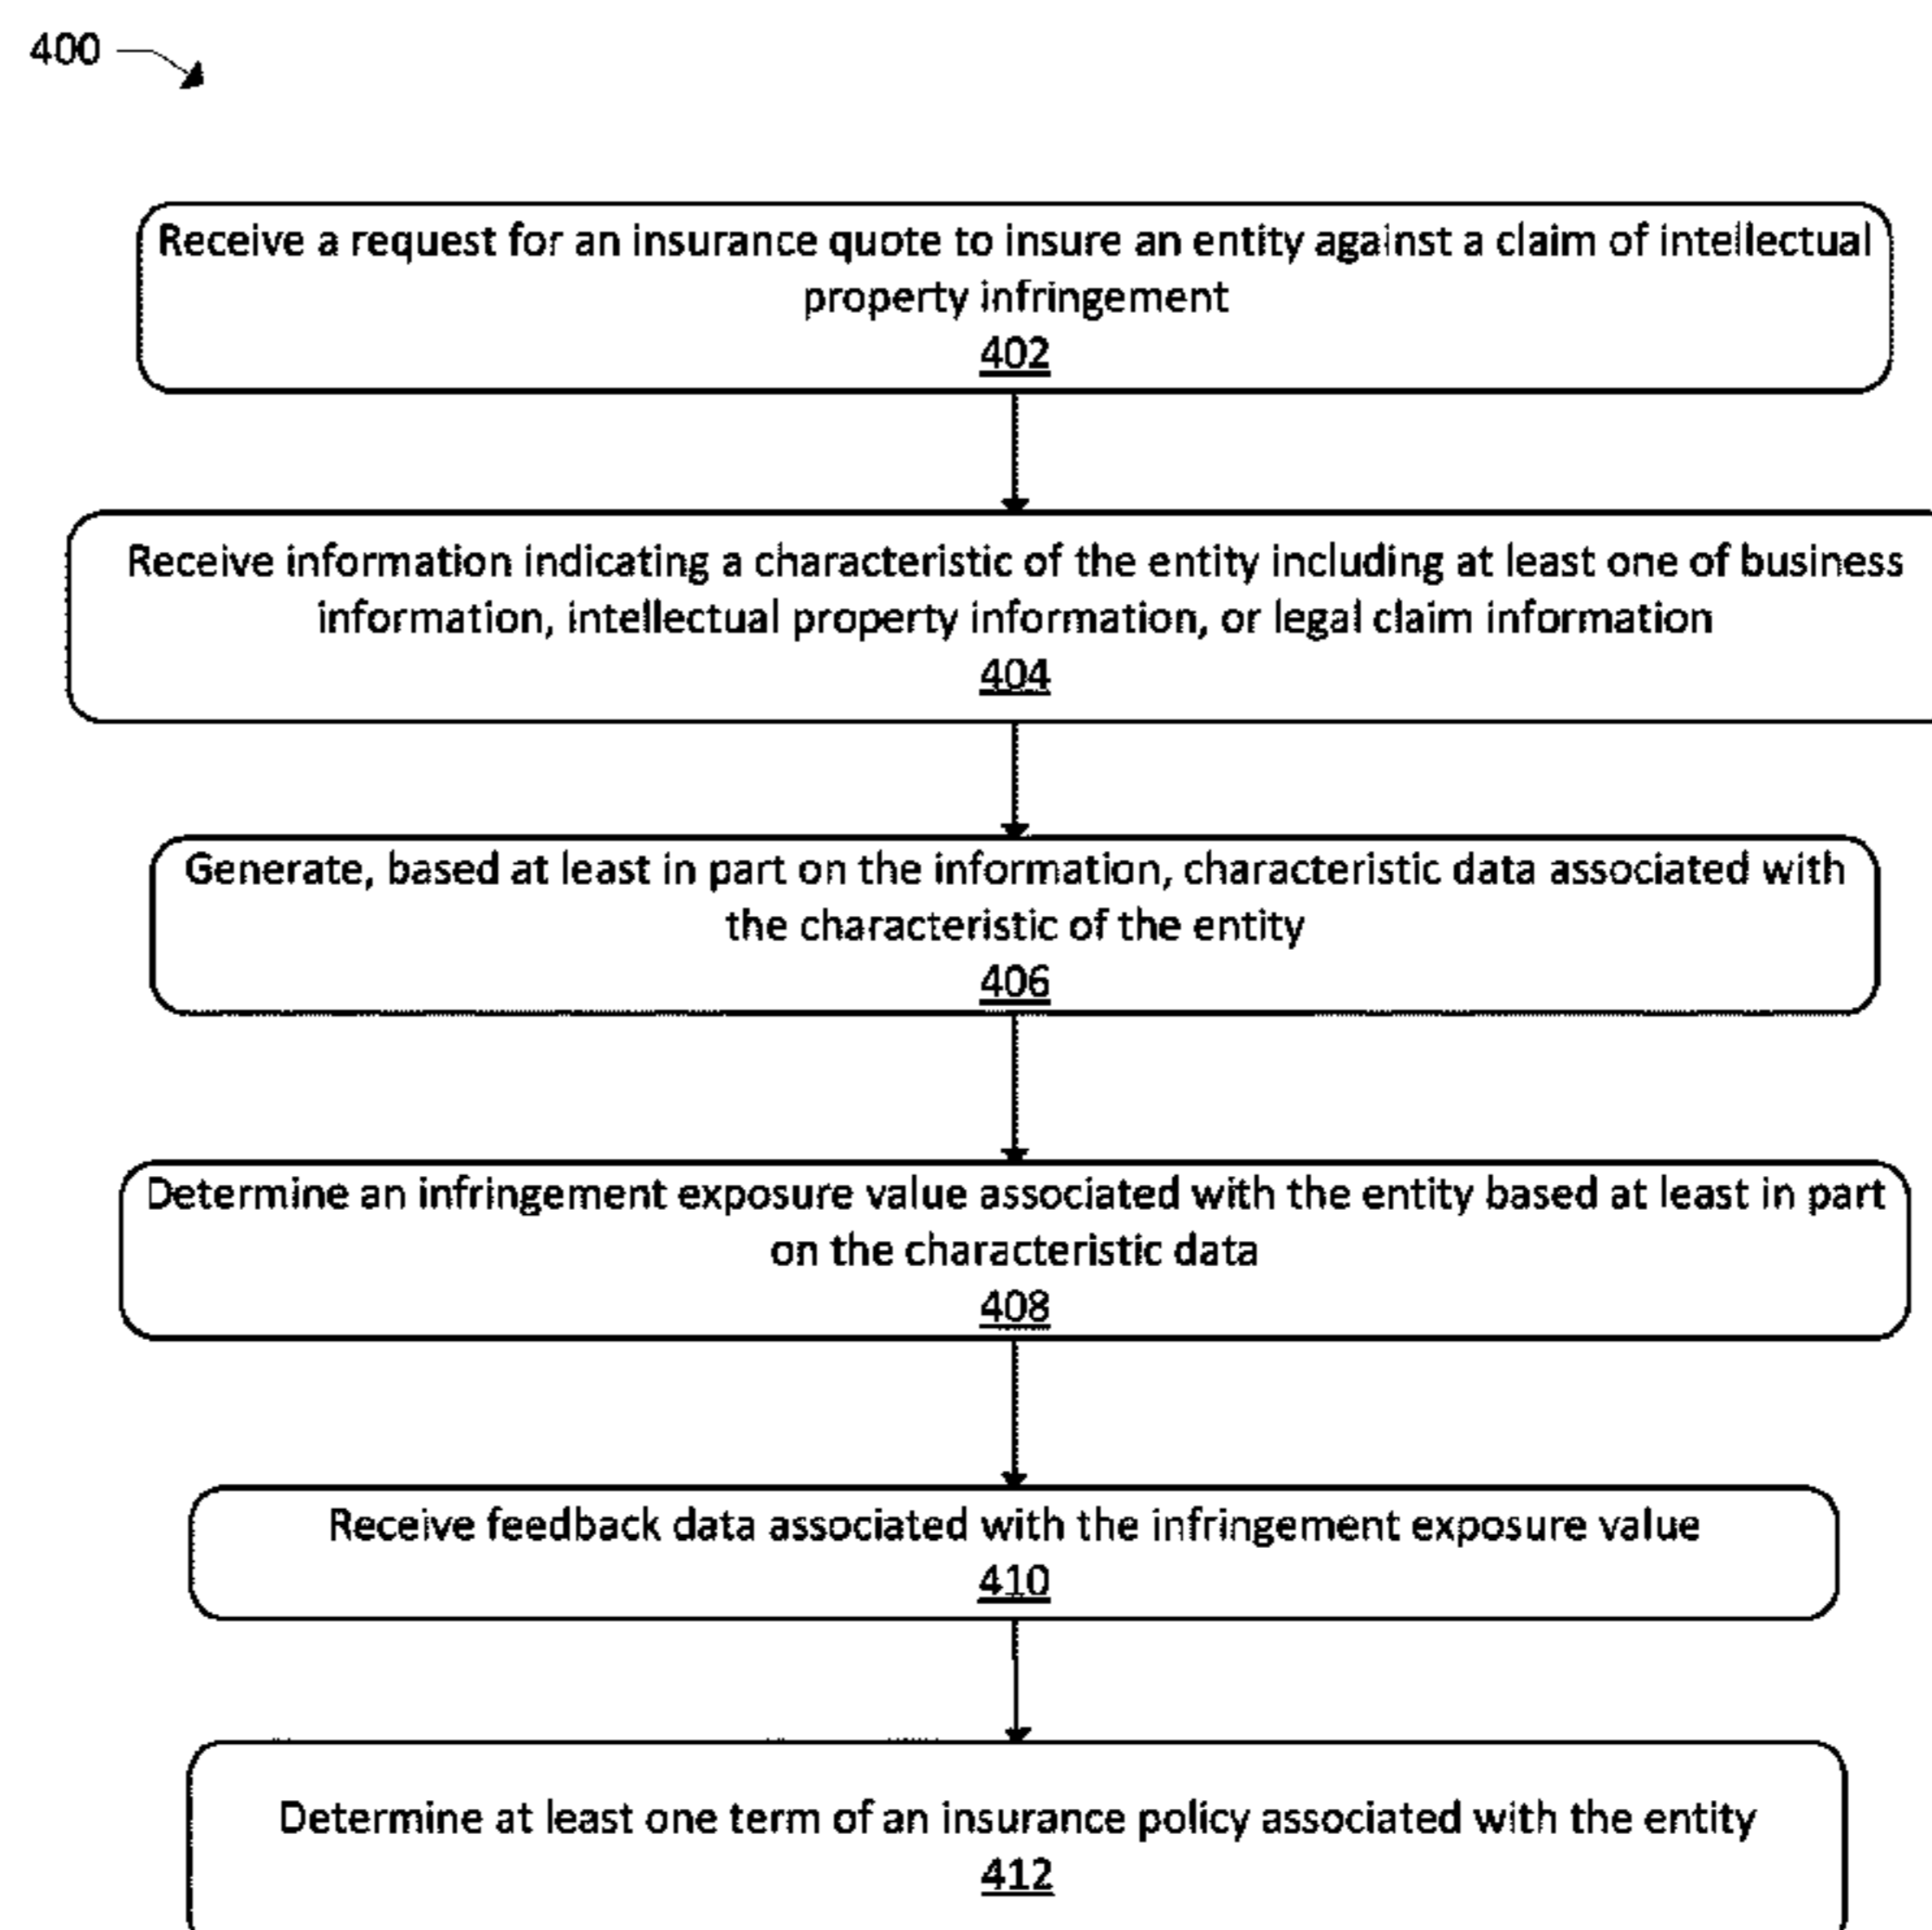 400
Receive a request for an insurance quote to insure an entity against a claim of intellectual
property infringement
402
Receive information indicating a characteristic of the entity including at least one of business
information, intellectual property information, or legal claim information
404
Generate, based at least in part on the information, characteristic data associated with
the characteristic of the entity
406
Determine an infringement exposure value associated with the entity based at least in part
on the characteristic data
408
Receive feedback data associated with the infringement exposure value
410
Determine at least one term of an insurance policy associated with the entity
412